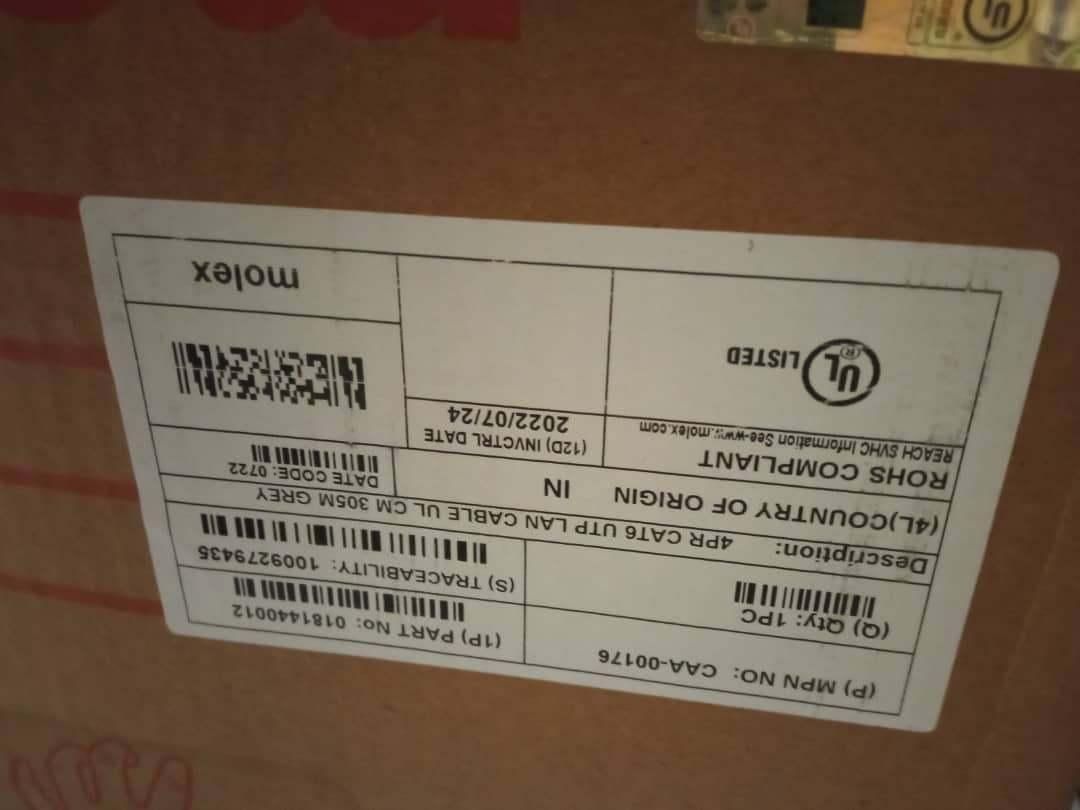 (P) MPN NO: CAA-00176
(1P) PART No: 0181440012
(Q) Qty: 1PC
(S) TRACEABILITY: 1009279435
Description: 4PR CAT6 UTP LAN CABLE UL CM 305M GREY
(4L)COUNTRY OF ORIGIN IN
DATE CODE: 0722
ROHS COMPLIANT
REACH SVHC Information See-www.molex.com
(12D) INVCTRL DATE
2022/07/24
UL ® LISTED
molex
UL